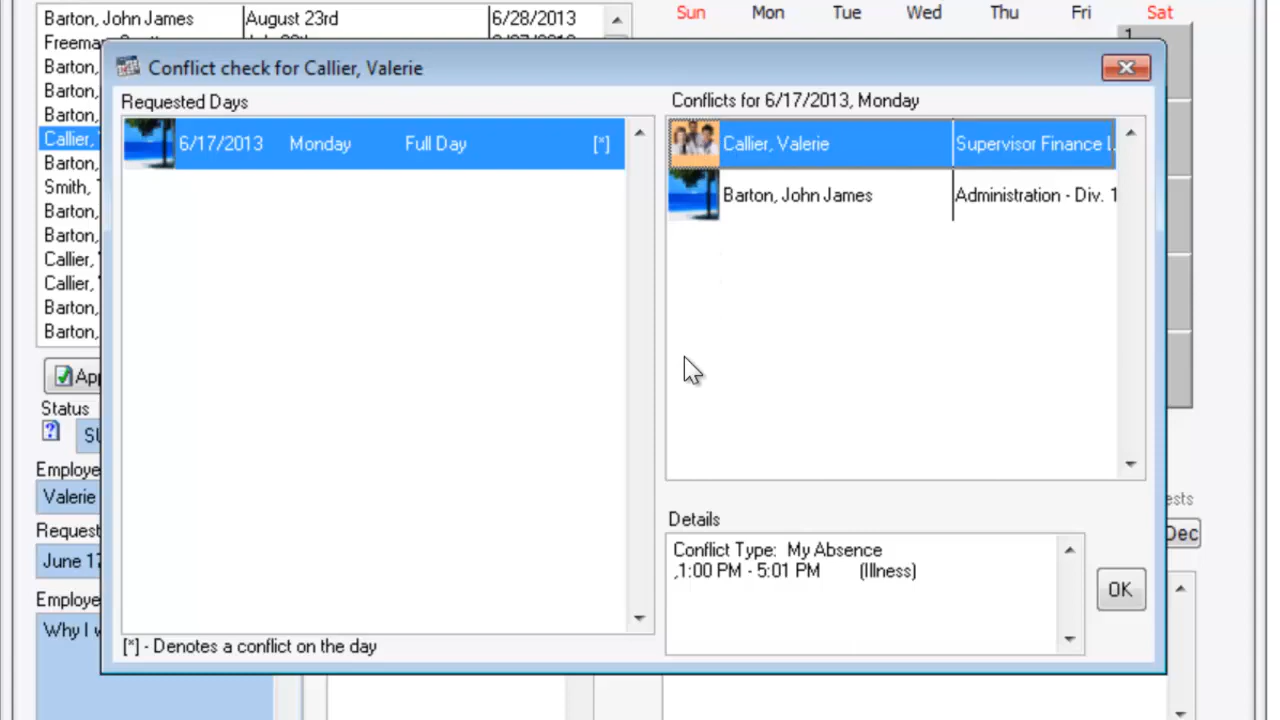 Barton, John James August 23rd 6/28/2013
Sun Mon Tue Wed Thu Fri Sat
1
Barton,
Barton,
Barton,
Callier,
Barton,
Smith,
Barton,
Barton,
Callier,
Callier,
Barton,
Barton,
Status
Employe
Valerie
Request
June 17
Employe
Why I w
Conflict check for Callier, Valerie
Requested Days
6/17/2013 Monday Full Day [*]
[*] - Denotes a conflict on the day
Conflicts for 6/17/2013, Monday
Callier, Valerie Supervisor Finance
Barton, John James Administration - Div. 1
Details
Conflict Type: My Absence
,1:00 PM - 5:01 PM (Illness)
OK
ests
Dec